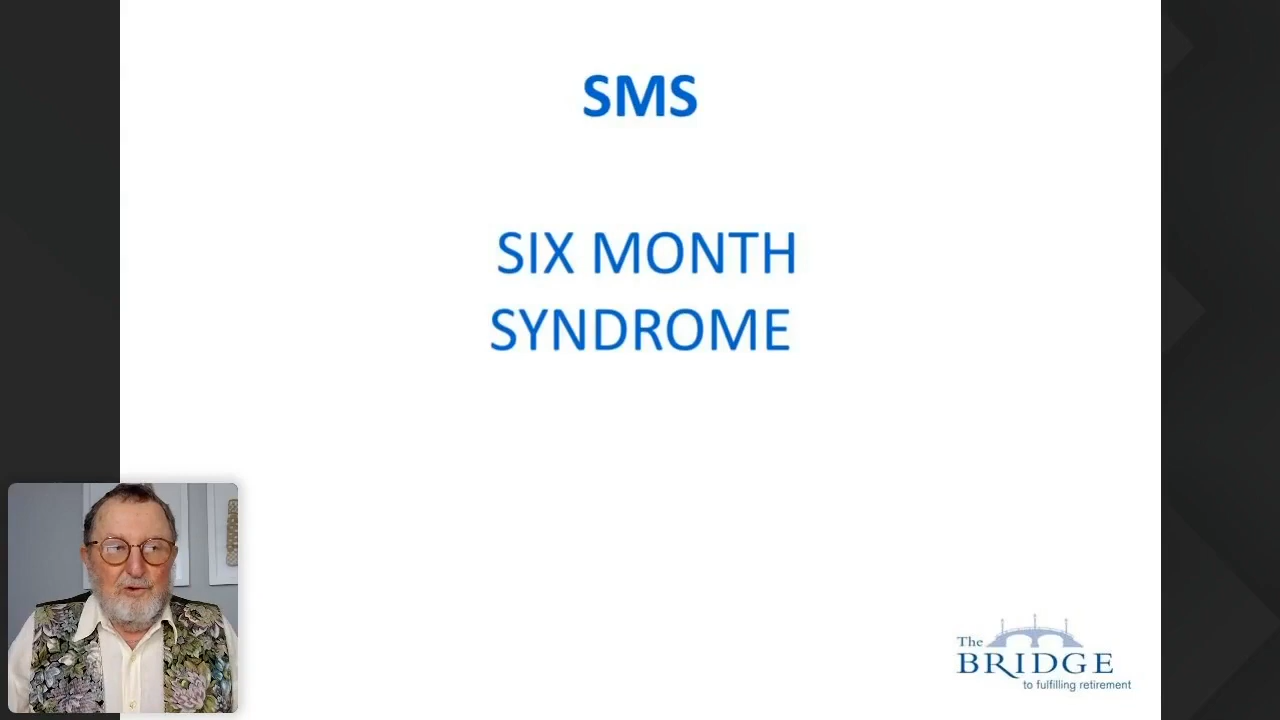 SMS
SIX MONTH
SYNDROME
The
BRIDGE
to fulfilling retirement